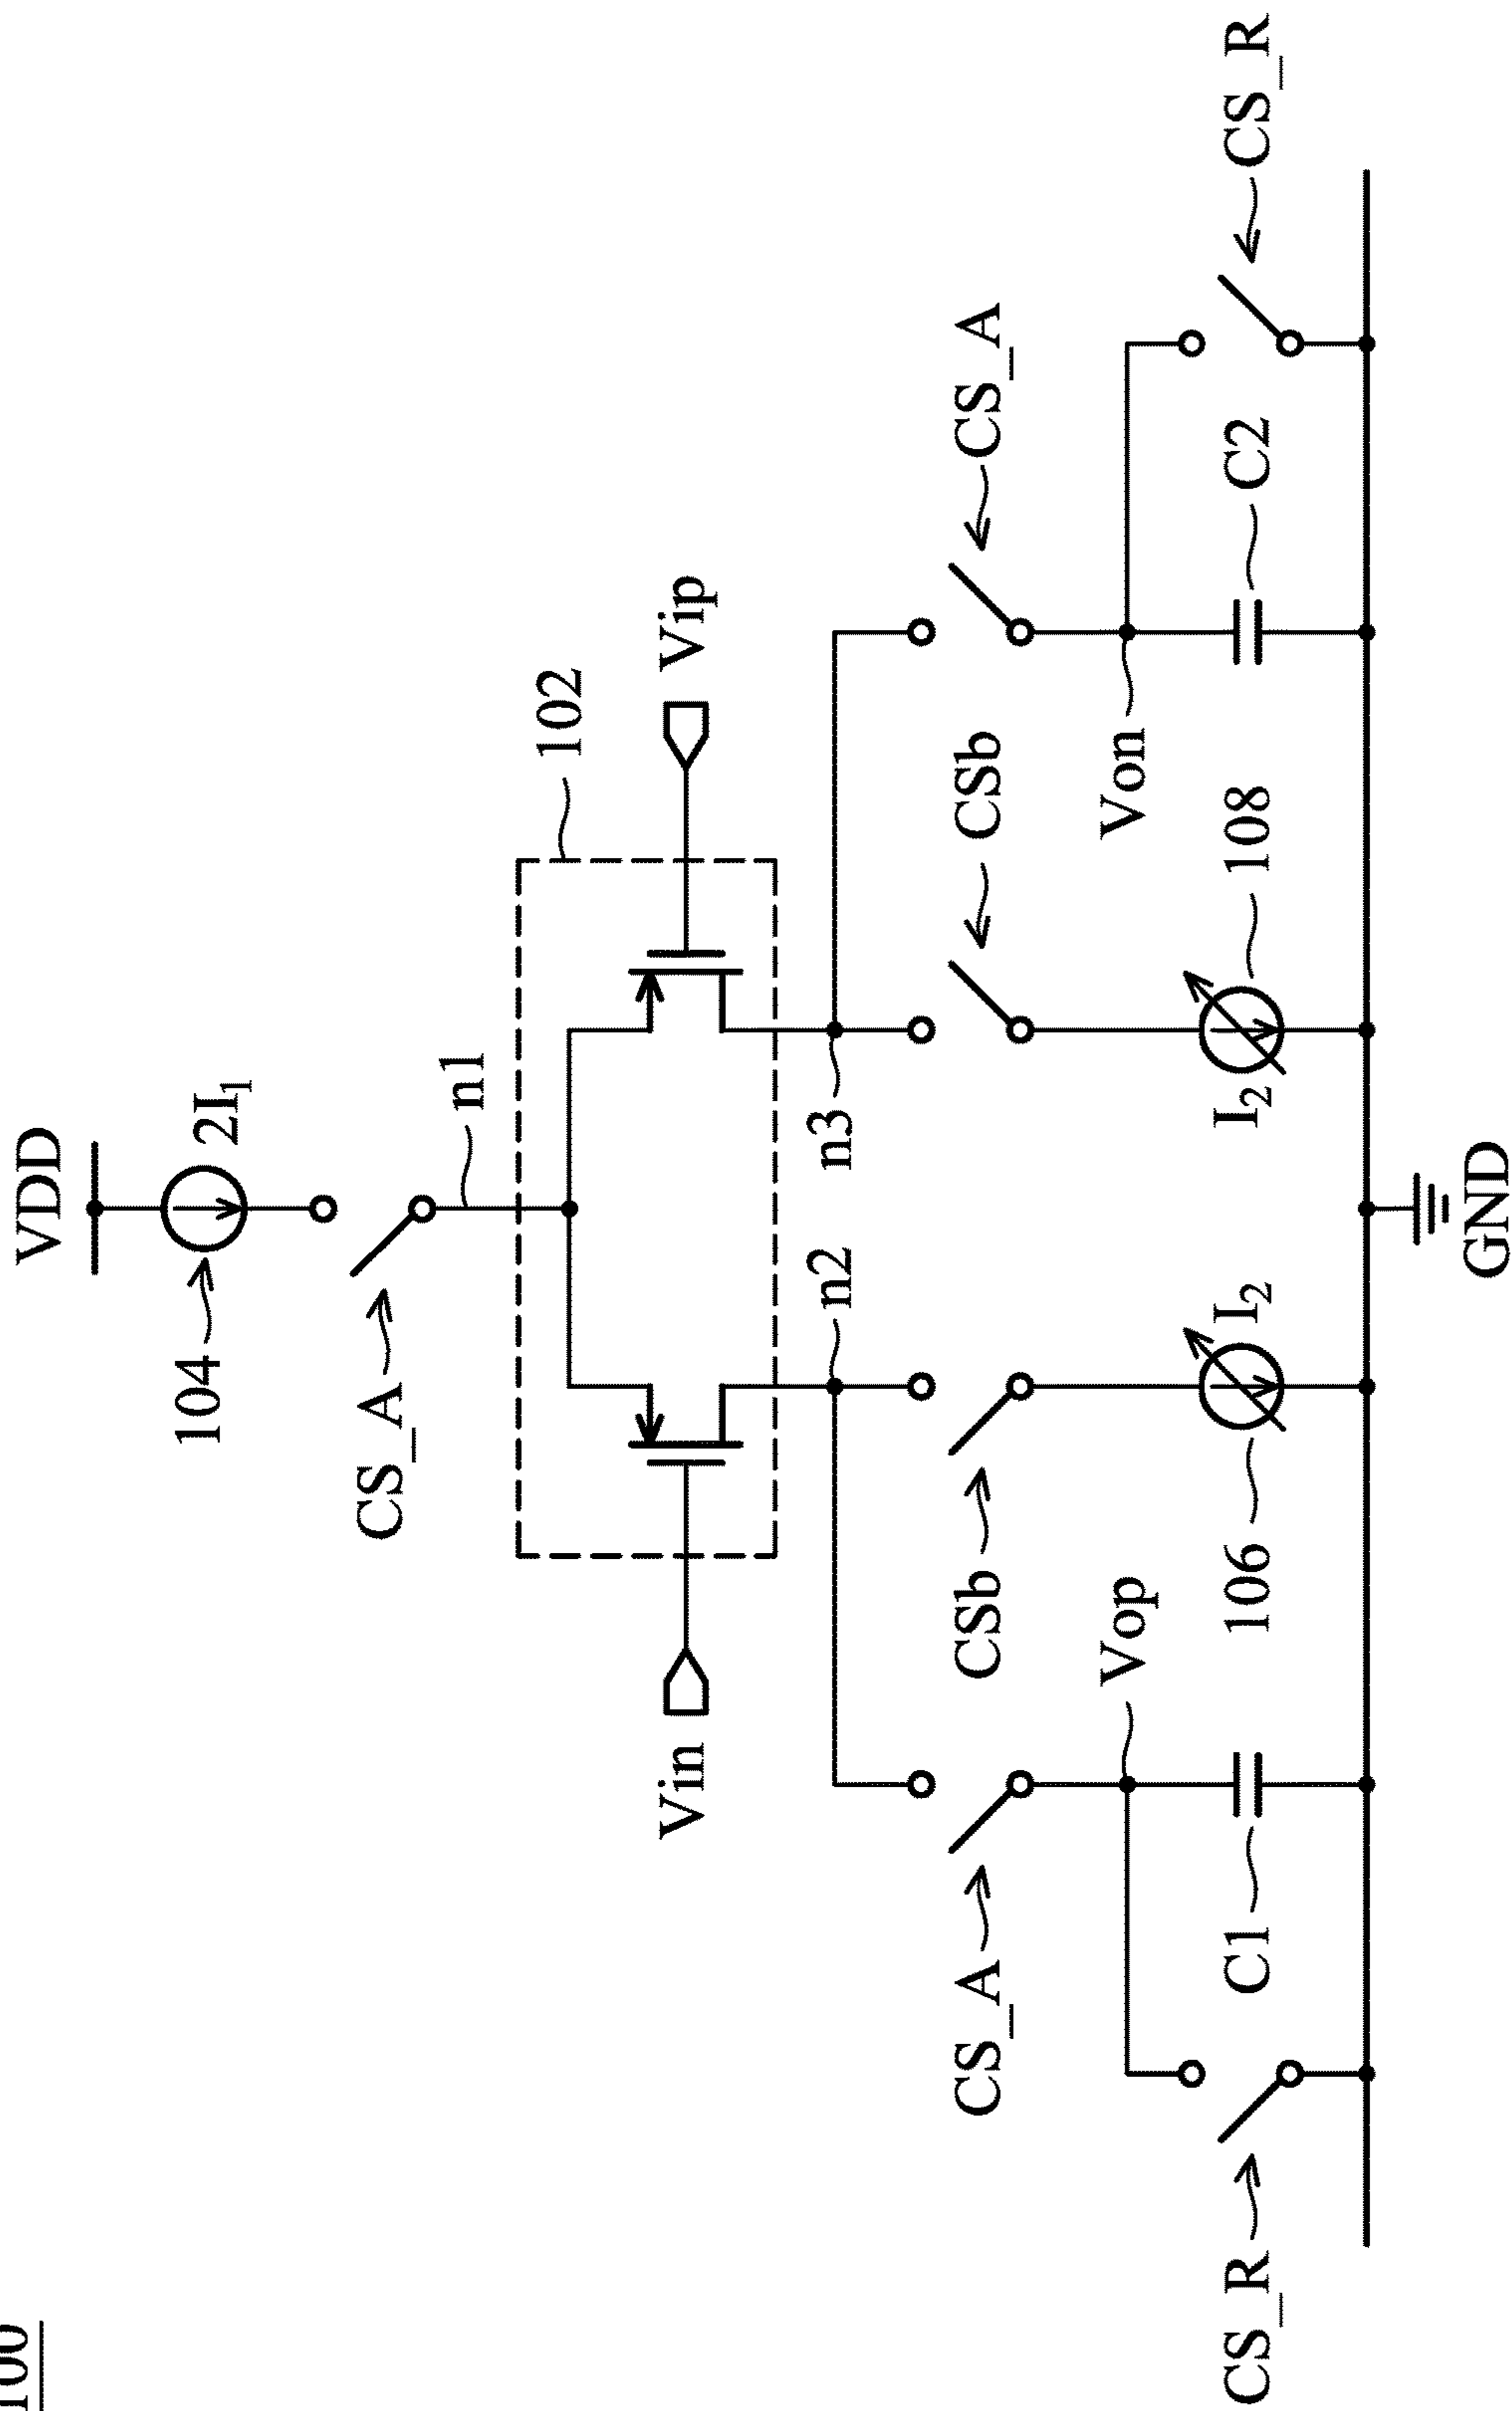 100
VDD
104
2I₁
CS_A
n1
102
Vin
Vip
n2
n3
CS_A
CSb
CSb
CS_A
Vop
Von
CS_R
C1
106
I₂
I₂
108
C2
CS_R
GND